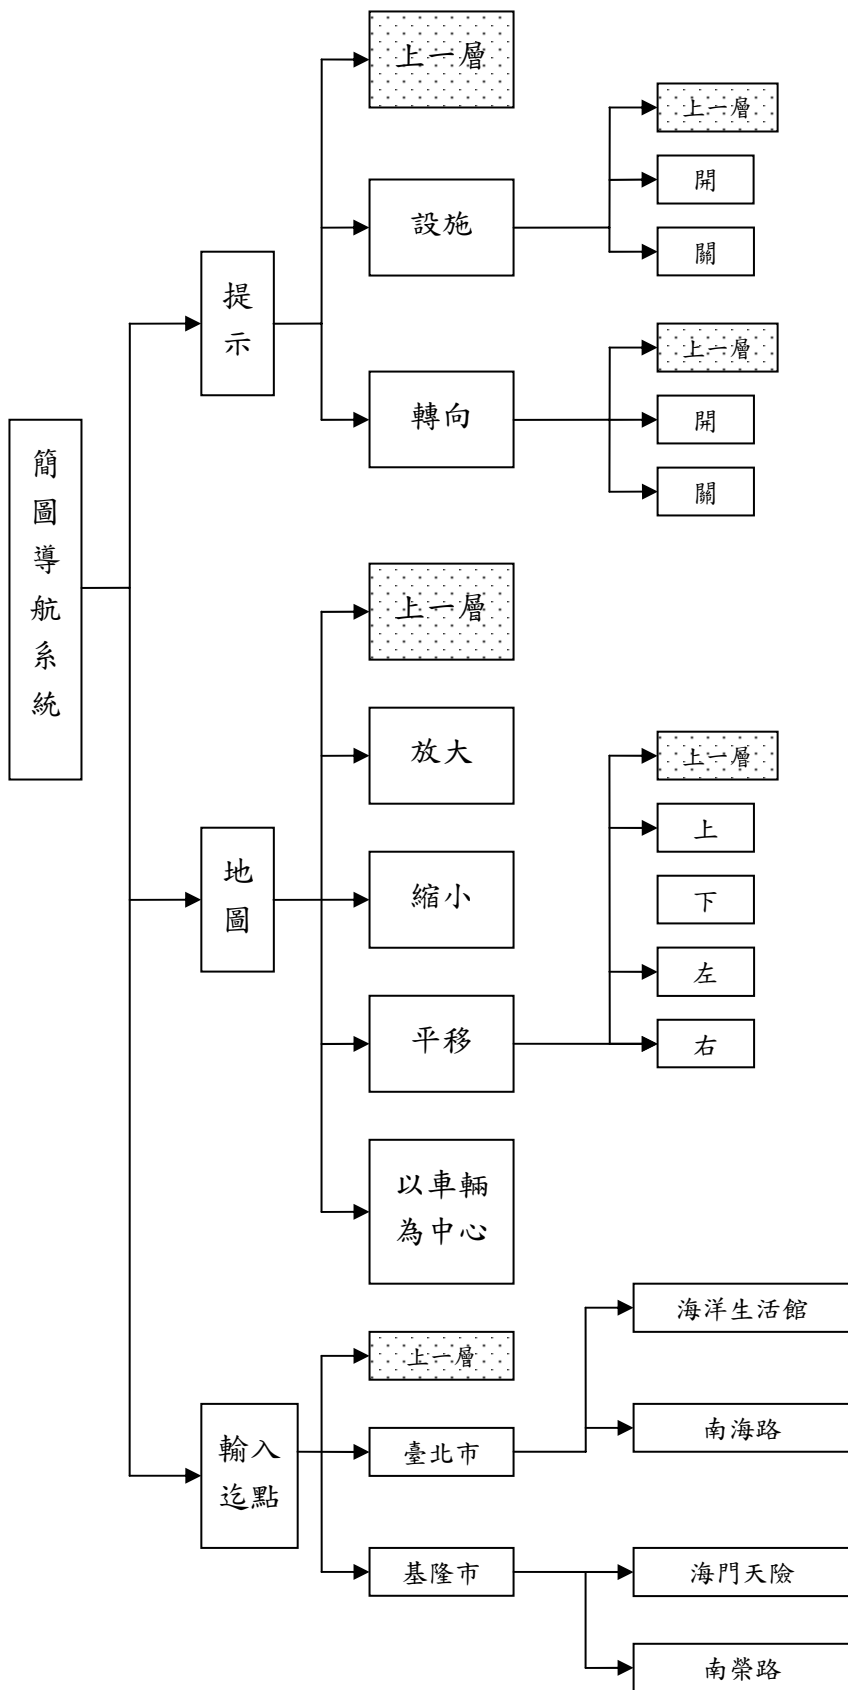 簡圖導航系統
提示
上一層
設施
上一層
開
關
轉向
上一層
開
關
地圖
上一層
放大
縮小
平移
上一層
上
下
左
右
以車輛
為中心
輸入
迄點
上一層
臺北市
海洋生活館
南海路
基隆市
海門天險
南榮路